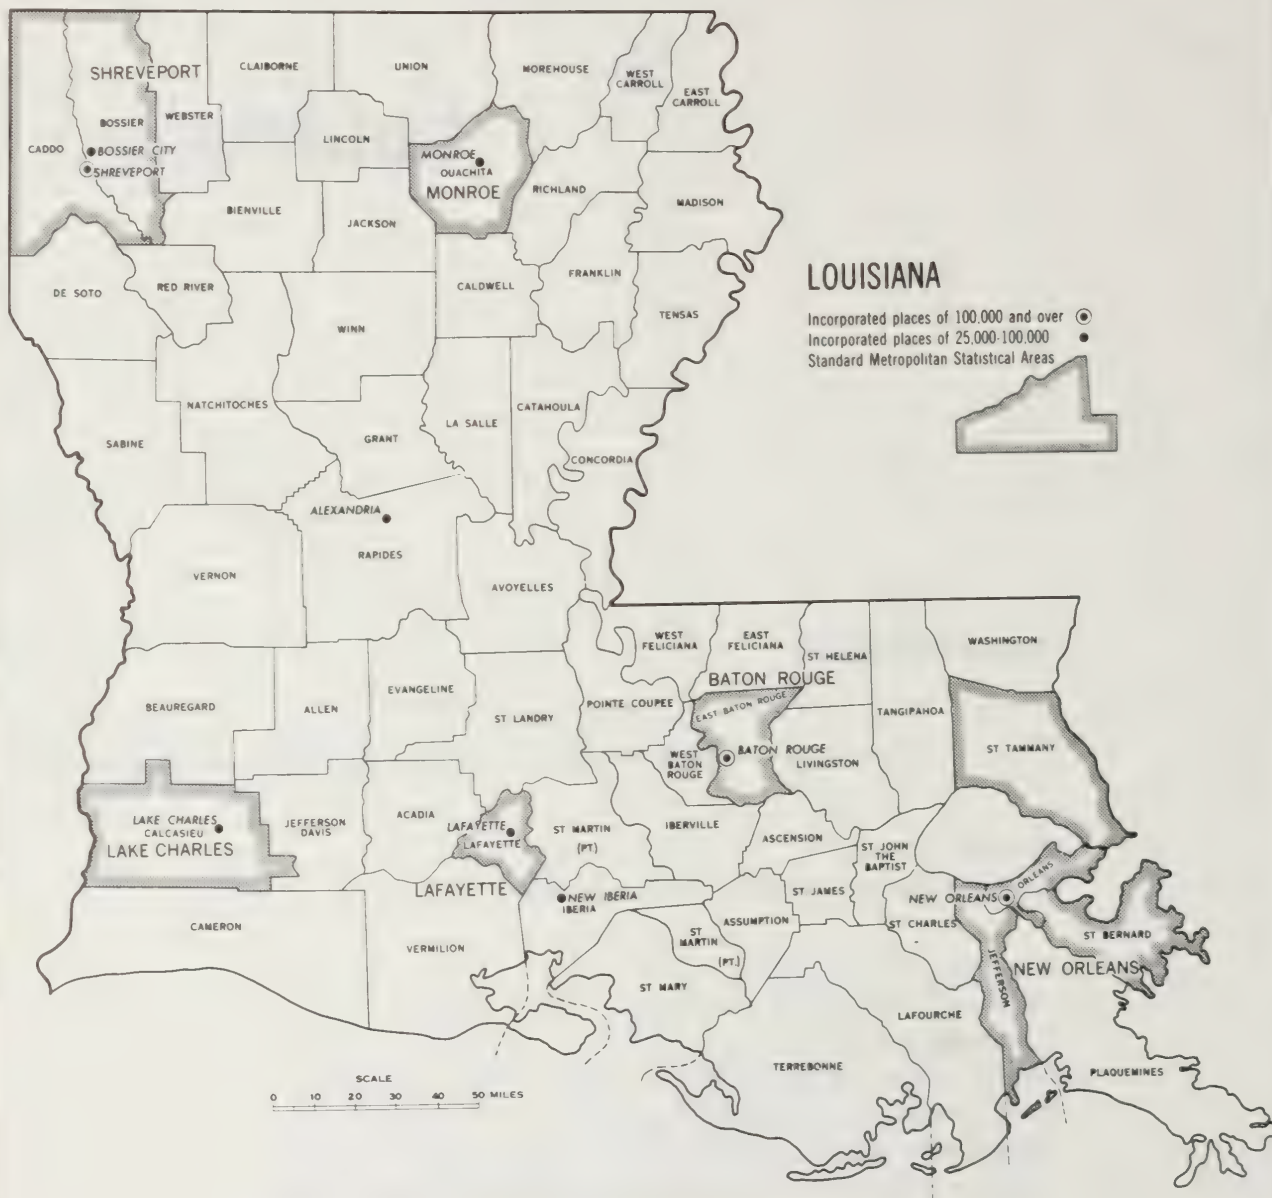 LOUISIANA
Incorporated places of 100,000 and over
Incorporated places of 25,000-100,000
Standard Metropolitan Statistical Areas
SHREVEPORT
CLAIBORNE
UNION
MOREHOUSE
WEST
CARROLL
EAST
CARROLL
BOSSIER
WEBSTER
CADDO
BOSSIER CITY
SHREVEPORT
LINCOLN
MONROE
OUACHITA
MONROE
RICHLAND
MADISON
BIENVILLE
JACKSON
DE SOTO
RED RIVER
CALDWELL
FRANKLIN
TENSAS
WINN
NATCHITOCHES
SABINE
GRANT
LA SALLE
CATAHOULA
CONCORDIA
ALEXANDRIA
RAPIDES
VERNON
AVOYELLES
WEST
FELICIANA
EAST
FELICIANA
ST HELENA
WASHINGTON
BATON ROUGE
BEAUREGARD
ALLEN
EVANGELINE
ST LANDRY
POINTE COUPEE
EAST BATON ROUGE
TANGIPAHOA
ST TAMMANY
WEST
BATON
ROUGE
BATON ROUGE
LIVINGSTON
LAKE CHARLES
CALCASIEU
LAKE CHARLES
JEFFERSON
DAVIS
ACADIA
LAFAYETTE
LAFAYETTE
LAFAYETTE
ST MARTIN
(PT.)
IBERVILLE
ASCENSION
ST JOHN
THE
BAPTIST
ORLEANS
NEW ORLEANS
NEW IBERIA
IBERIA
ST JAMES
ASSUMPTION
ST CHARLES
ST BERNARD
CAMERON
VERMILION
ST
MARTIN
(PT.)
JEFFERSON
NEW ORLEANS
ST MARY
LAFOURCHE
TERREBONNE
PLAQUEMINES
SCALE
0 10 20 30 40 50 MILES